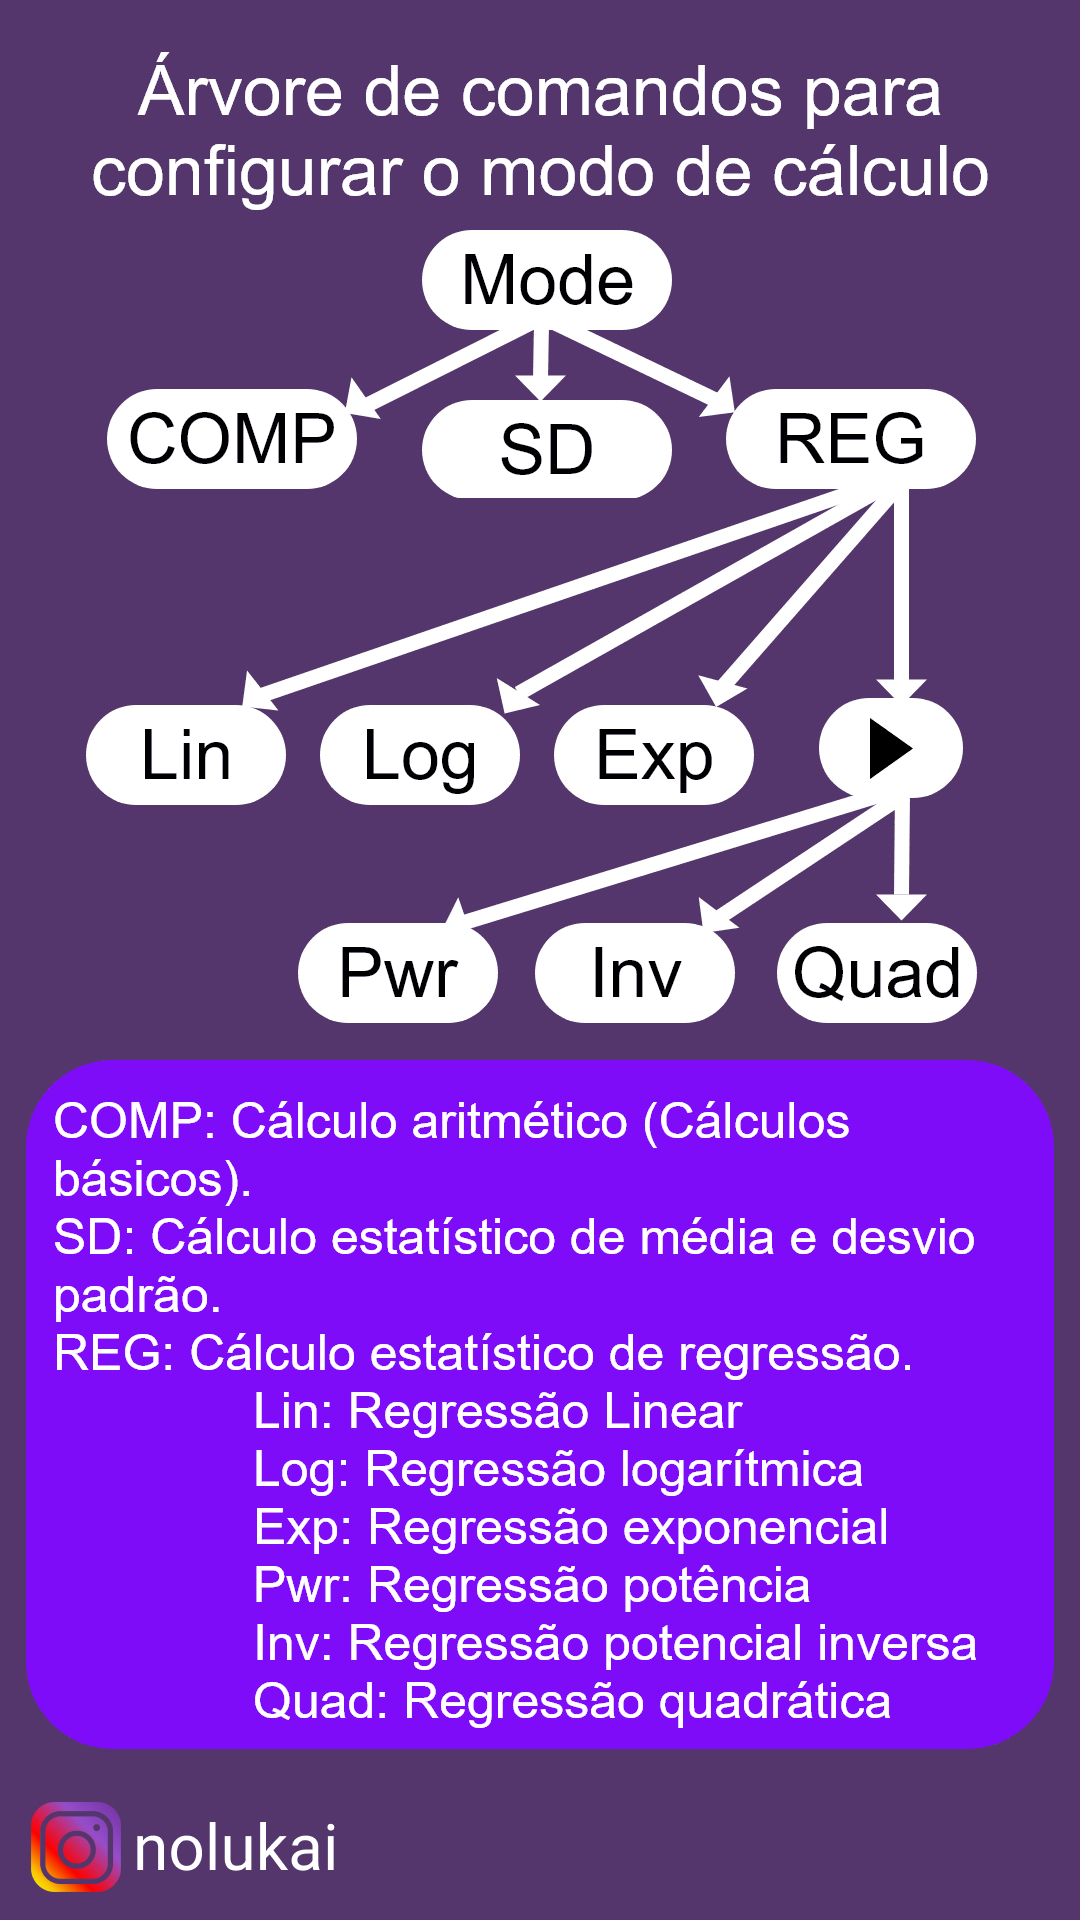 Árvore de comandos para
configurar o modo de cálculo
Mode
COMP
SD
REG
Lin
Log
Exp
Pwr
Inv
Quad
COMP: Cálculo aritmético (Cálculos
básicos).
SD: Cálculo estatístico de média e desvio
padrão.
REG: Cálculo estatístico de regressão.
Lin: Regressão Linear
Log: Regressão logarítmica
Exp: Regressão exponencial
Pwr: Regressão potência
Inv: Regressão potencial inversa
Quad: Regressão quadrática
nolukai